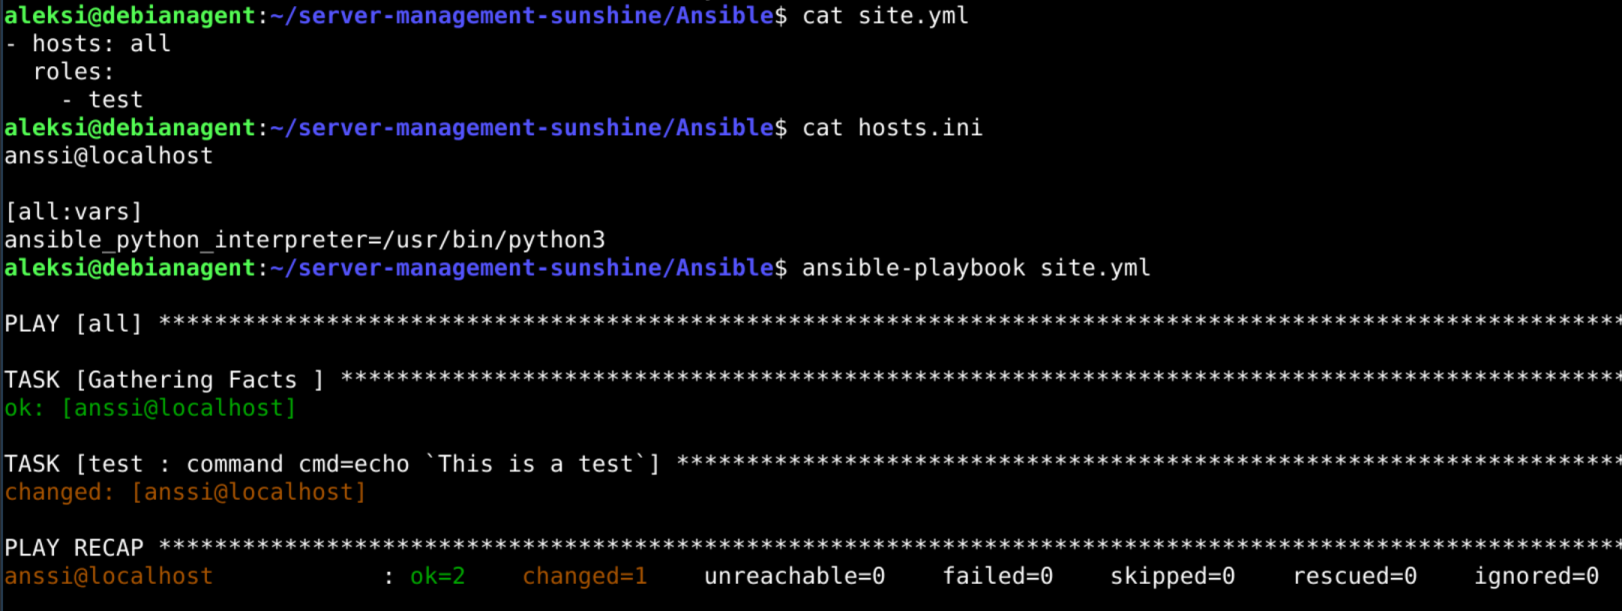 aleksi@debianagent:~/server-management-sunshine/Ansible$ cat site.yml
- hosts: all
  roles:
    - test
aleksi@debianagent:~/server-management-sunshine/Ansible$ cat hosts.ini
anssi@localhost

[all:vars]
ansible_python_interpreter=/usr/bin/python3
aleksi@debianagent:~/server-management-sunshine/Ansible$ ansible-playbook site.yml

PLAY [all] *********************************************************************************************************

TASK [Gathering Facts ] ********************************************************************************************
ok: [anssi@localhost]

TASK [test : command cmd=echo `This is a test`] ********************************************************************
changed: [anssi@localhost]

PLAY RECAP *********************************************************************************************************
anssi@localhost            : ok=2    changed=1    unreachable=0    failed=0    skipped=0    rescued=0    ignored=0